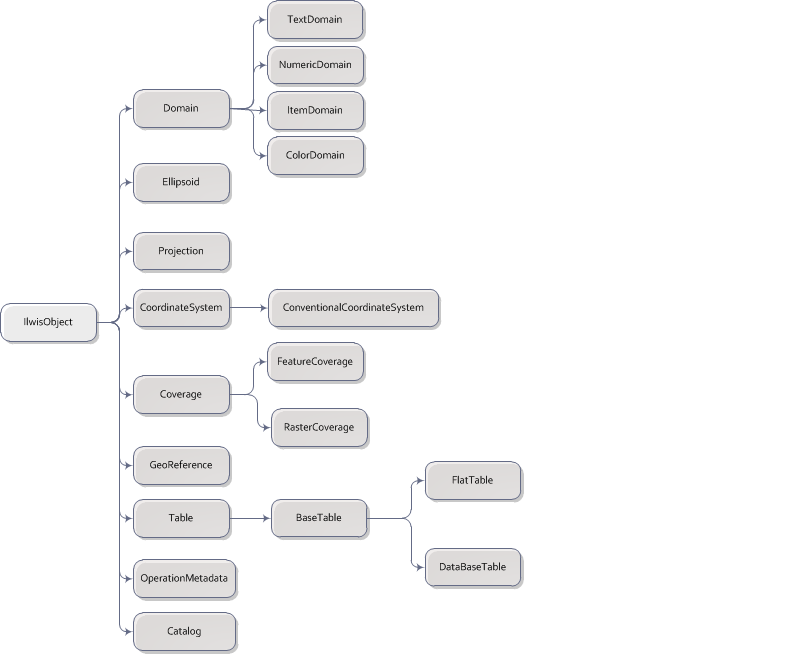 TextDomain
NumericDomain
Domain
ItemDomain
ColorDomain
Ellipsoid
Projection
CoordinateSystem
ConventionalCoordinateSystem
IlwisObject
FeatureCoverage
Coverage
RasterCoverage
GeoReference
FlatTable
Table
BaseTable
DataBaseTable
OperationMetadata
Catalog